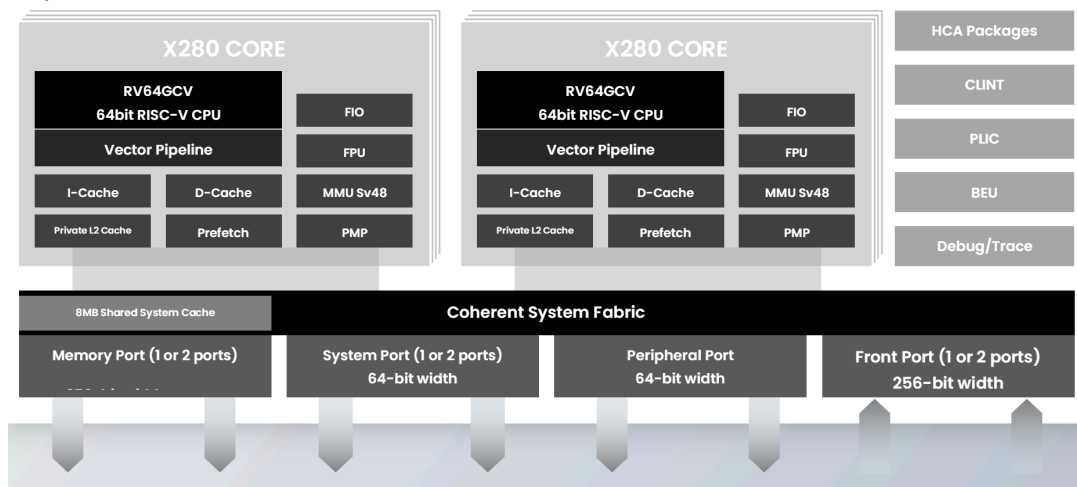 X280 CORE
RV64GCV
64bit RISC-V CPU
Vector Pipeline
I-Cache
D-Cache
Private L2 Cache
Prefetch
FIO
FPU
MMU Sv48
PMP
X280 CORE
RV64GCV
64bit RISC-V CPU
Vector Pipeline
I-Cache
D-Cache
Private L2 Cache
Prefetch
FIO
FPU
MMU Sv48
PMP
HCA Packages
CLINT
PLIC
BEU
Debug/Trace
8MB Shared System Cache
Coherent System Fabric
Memory Port (1 or 2 ports)
System Port (1 or 2 ports)
64-bit width
Peripheral Port
64-bit width
Front Port (1 or 2 ports)
256-bit width